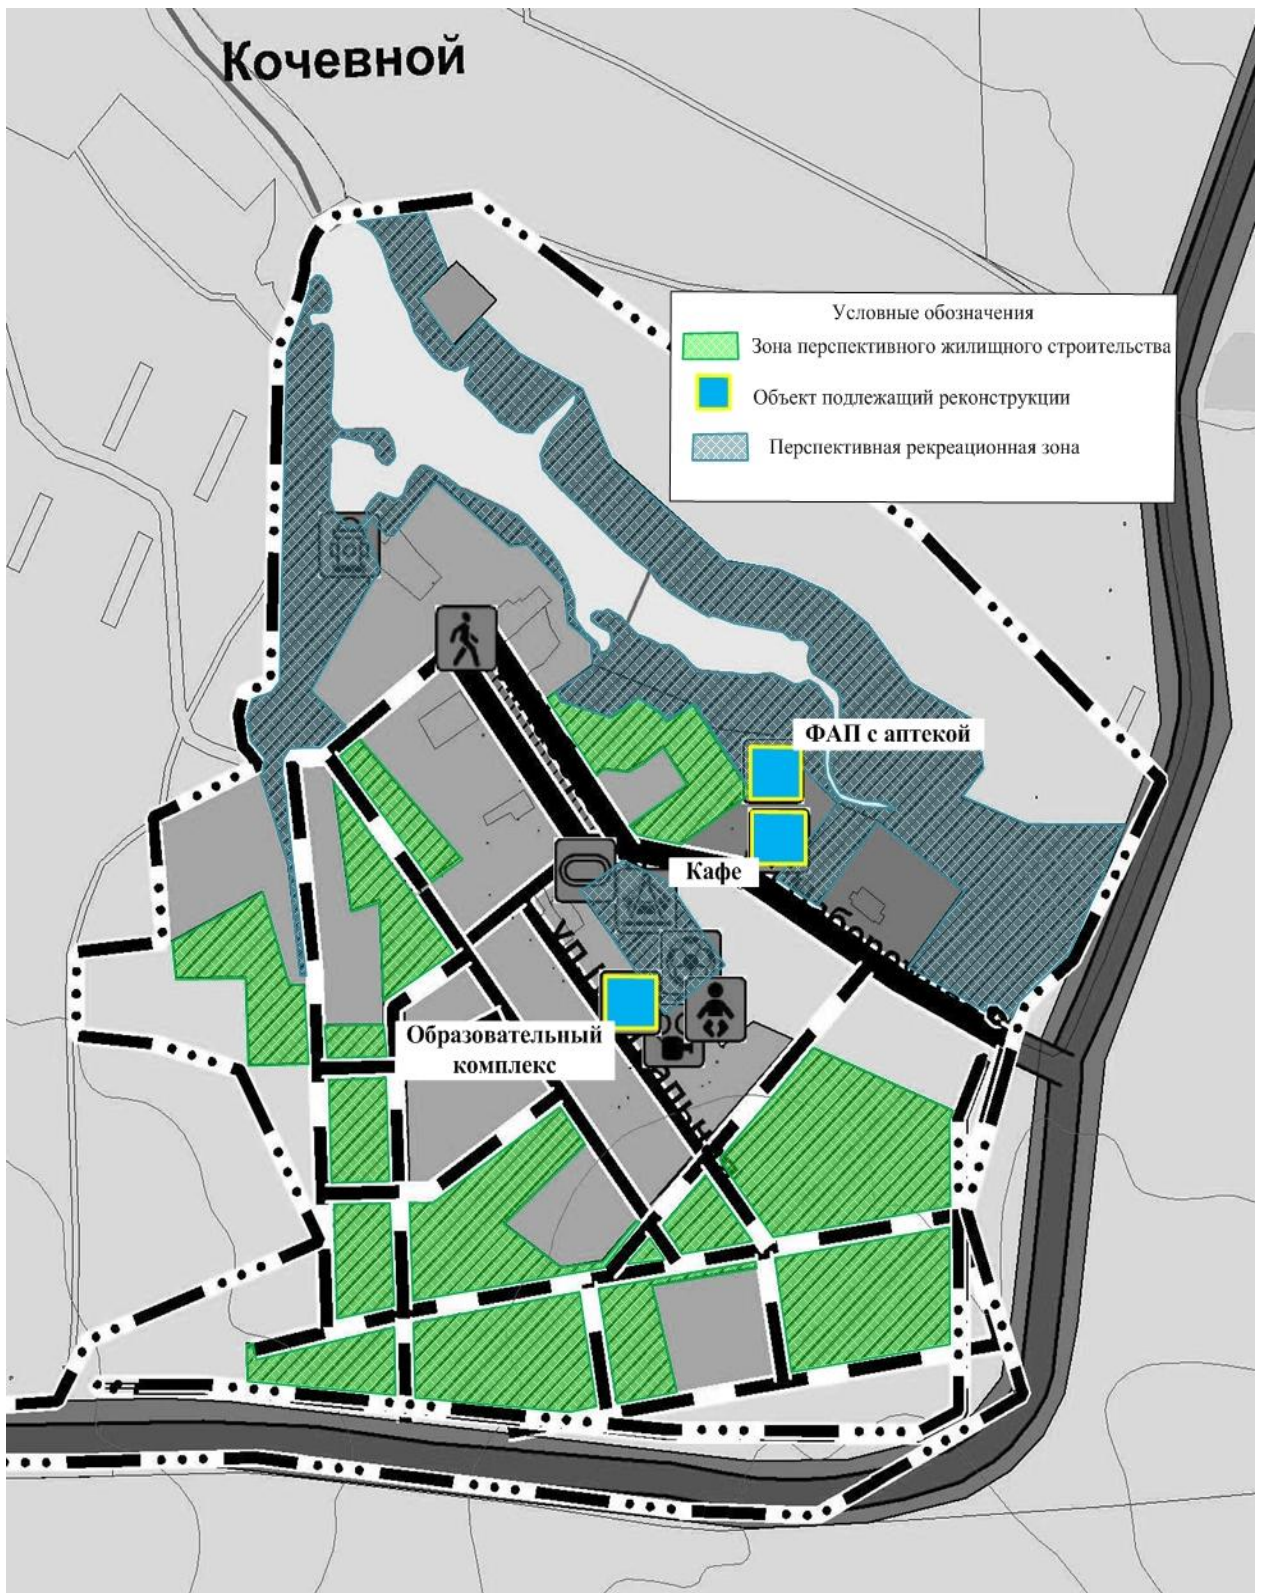 Кочевной
Условные обозначения
Зона перспективного жилищного строительства
Объект подлежащий реконструкции
Перспективная рекреационная зона
ФАП с аптекой
Кафе
Образовательный
комплекс